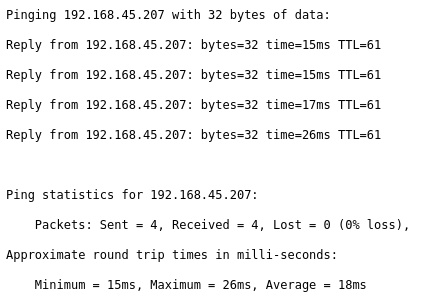 Pinging 192.168.45.207 with 32 bytes of data:
Reply from 192.168.45.207: bytes=32 time=15ms TTL=61
Reply from 192.168.45.207: bytes=32 time=15ms TTL=61
Reply from 192.168.45.207: bytes=32 time=17ms TTL=61
Reply from 192.168.45.207: bytes=32 time=26ms TTL=61
Ping statistics for 192.168.45.207:
Packets: Sent = 4, Received = 4, Lost = 0 (0% loss),
Approximate round trip times in milli-seconds:
Minimum = 15ms, Maximum = 26ms, Average = 18ms